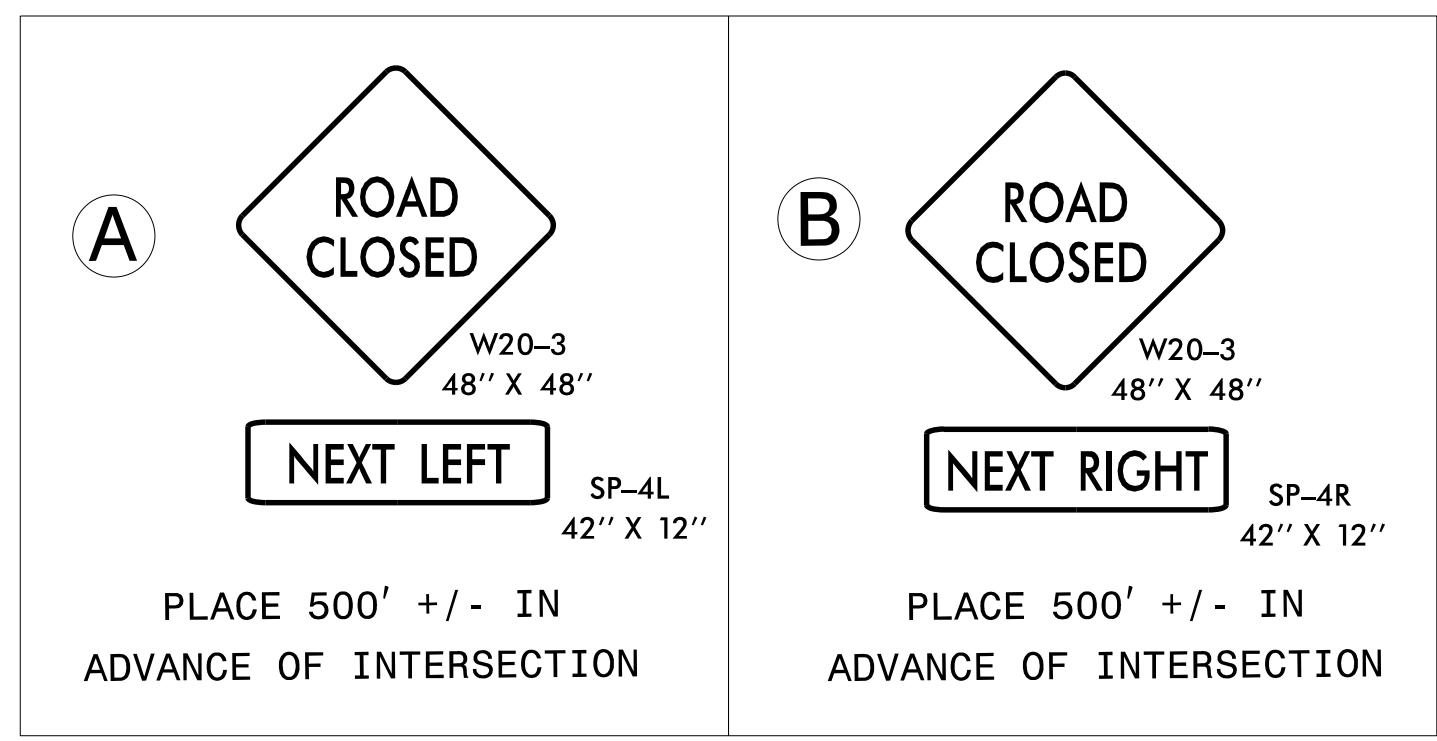 A
ROAD
CLOSED
W20–3
48'' X 48''
NEXT LEFT
SP–4L
42'' X 12''
PLACE 500' +/- IN
ADVANCE OF INTERSECTION
B
ROAD
CLOSED
W20–3
48'' X 48''
NEXT RIGHT
SP–4R
42'' X 12''
PLACE 500' +/- IN
ADVANCE OF INTERSECTION